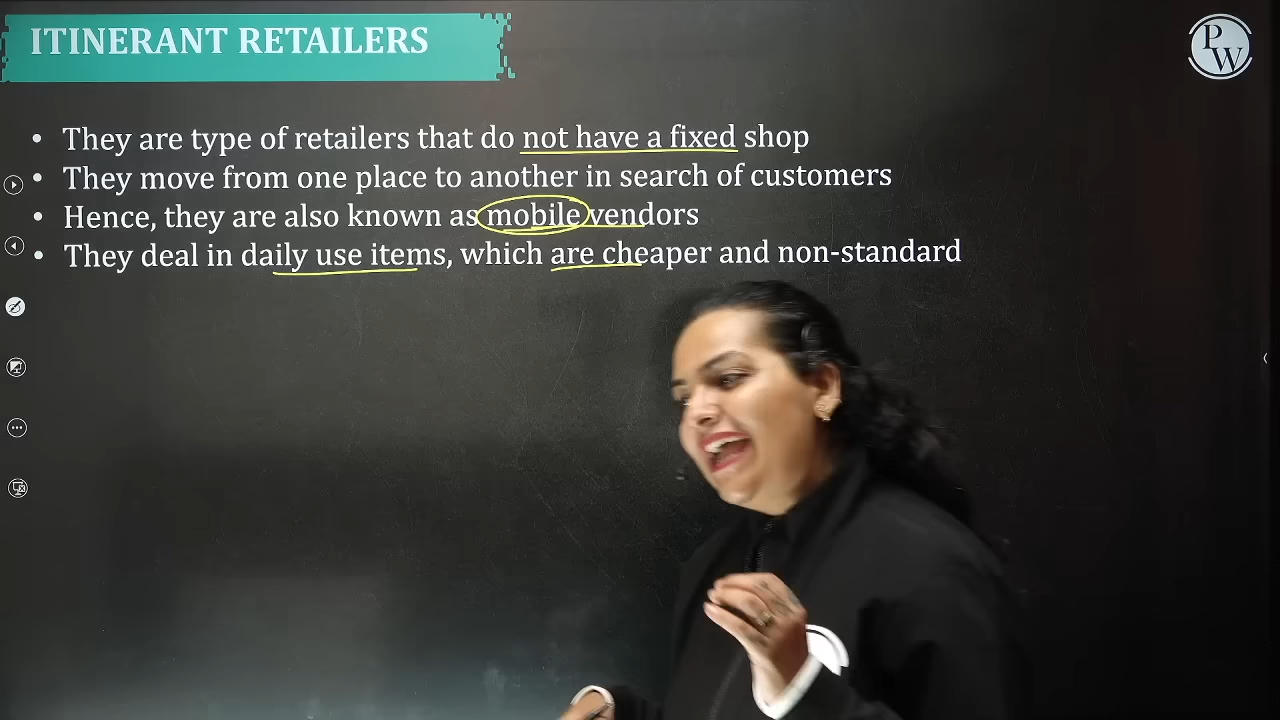 ITINERANT RETAILERS
PW
• They are type of retailers that do not have a fixed shop
• They move from one place to another in search of customers
• Hence, they are also known as mobile vendors
• They deal in daily use items, which are cheaper and non-standard